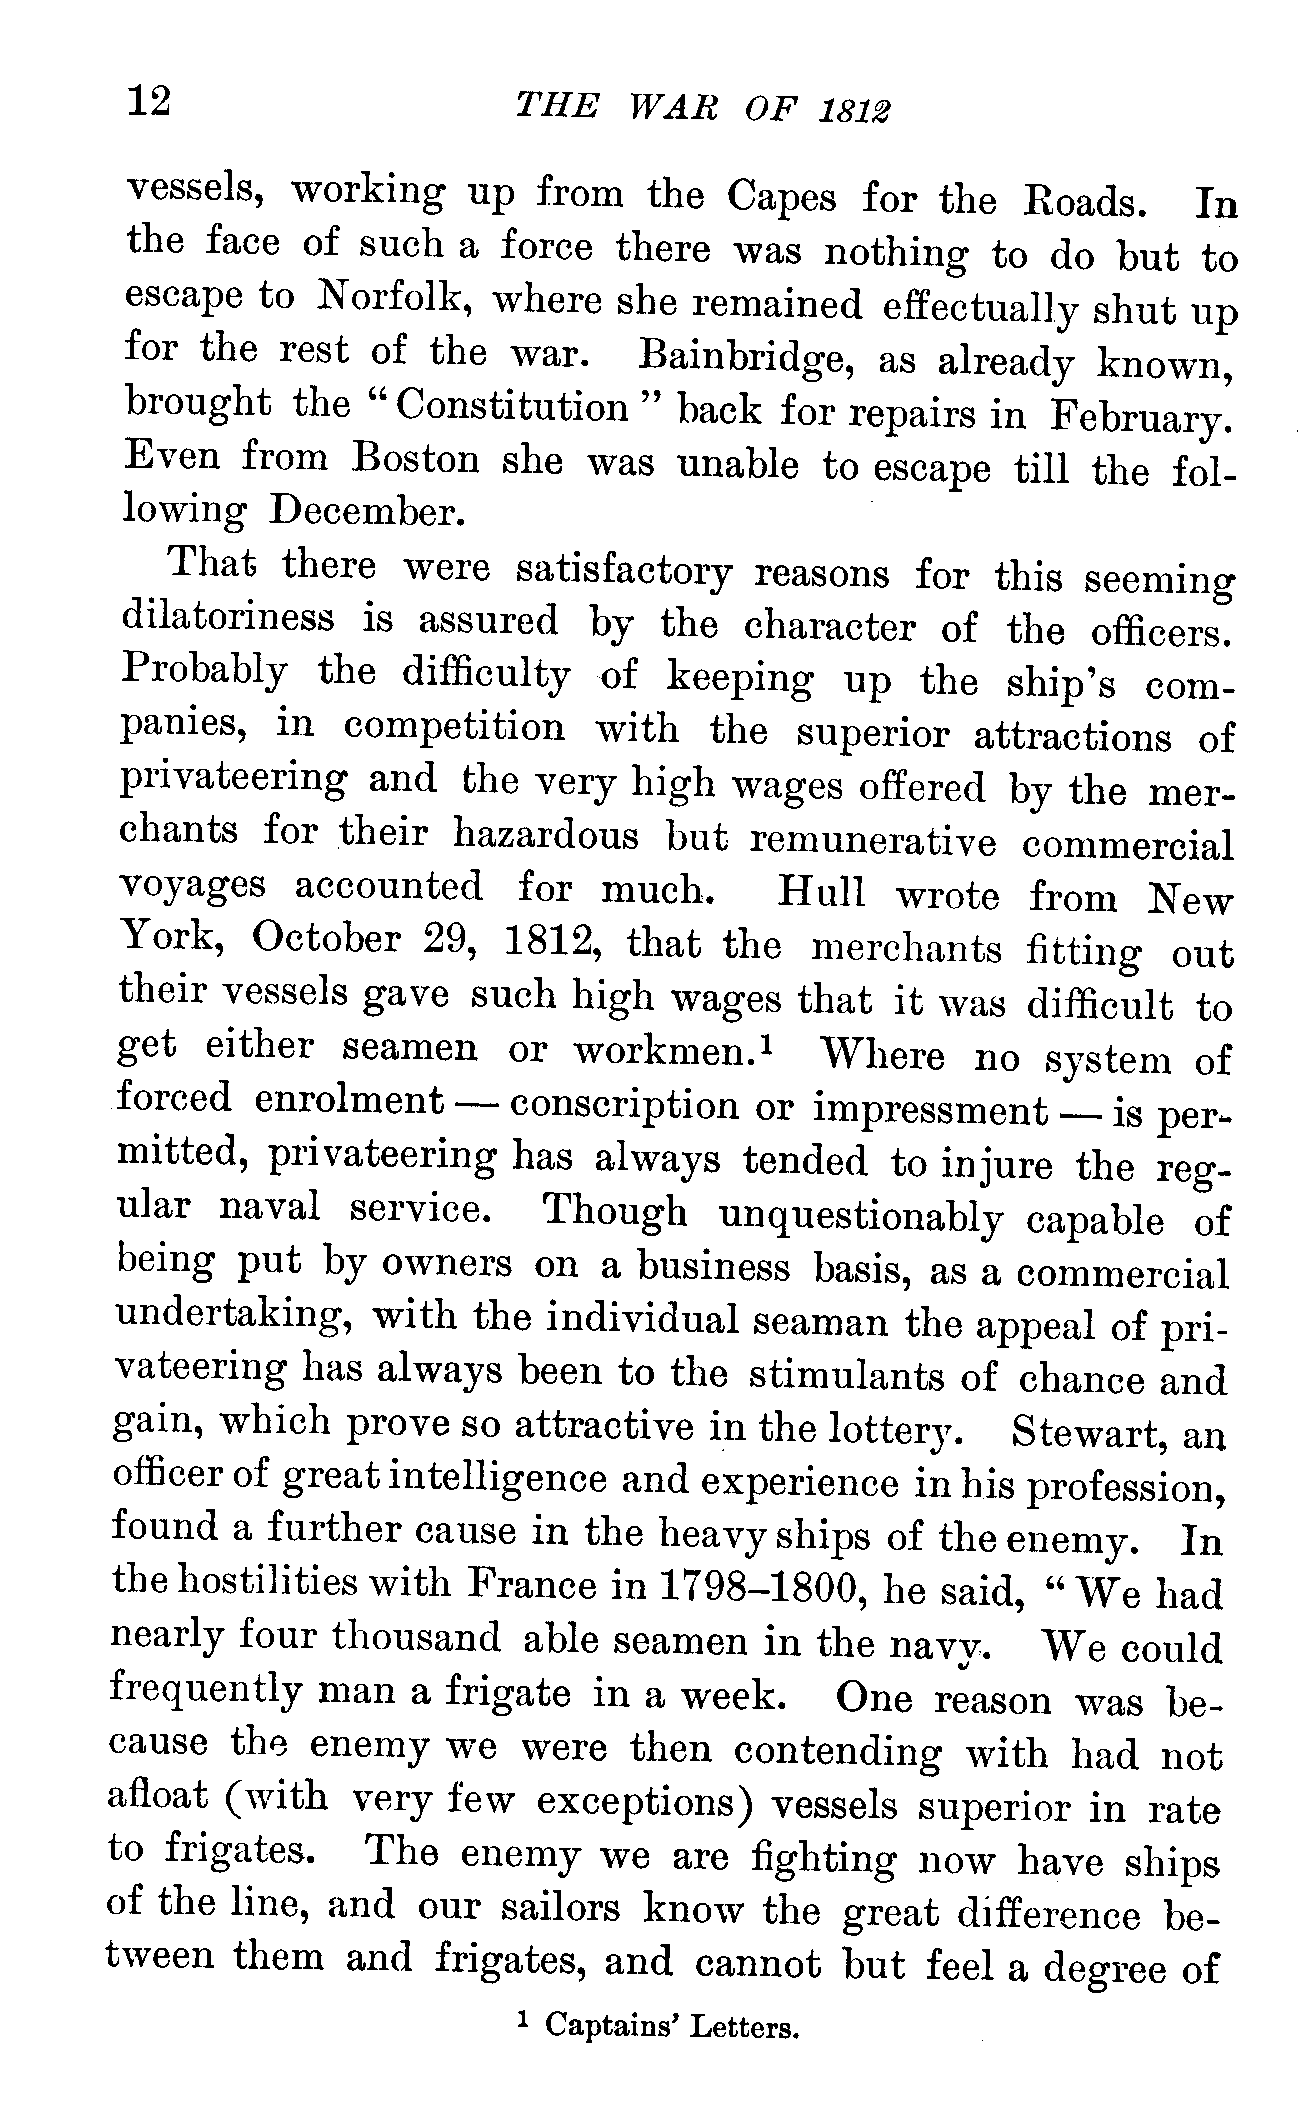 12 THE WAR OF 1812
vessels, working up from the Capes for the Roads. In
the face of such a force there was nothing to do but to
escape to Norfolk, where she remained effectually shut up
for the rest of the war. Bainbridge, as already known,
brought the “Constitution” back for repairs in February.
Even from Boston she was unable to escape till the fol-
lowing December.
That there were satisfactory reasons for this seeming
dilatoriness is assured by the character of the officers.
Probably the difficulty of keeping up the ship's com-
panies, in competition with the superior attractions of
privateering and the very high wages offered by the mer-
chants for their hazardous but remunerative commercial
voyages accounted for much. Hull wrote from New
York, October 29, 1812, that the merchants fitting out
their vessels gave such high wages that it was difficult to
get either seamen or workmen.¹ Where no system of
forced enrolment — conscription or impressment — is per-
mitted, privateering has always tended to injure the reg-
ular naval service. Though unquestionably capable of
being put by owners on a business basis, as a commercial
undertaking, with the individual seaman the appeal of pri-
vateering has always been to the stimulants of chance and
gain, which prove so attractive in the lottery. Stewart, an
officer of great intelligence and experience in his profession,
found a further cause in the heavy ships of the enemy. In
the hostilities with France in 1798–1800, he said, “We had
nearly four thousand able seamen in the navy. We could
frequently man a frigate in a week. One reason was be-
cause the enemy we were then contending with had not
afloat (with very few exceptions) vessels superior in rate
to frigates. The enemy we are fighting now have ships
of the line, and our sailors know the great difference be-
tween them and frigates, and cannot but feel a degree of
¹ Captains' Letters.